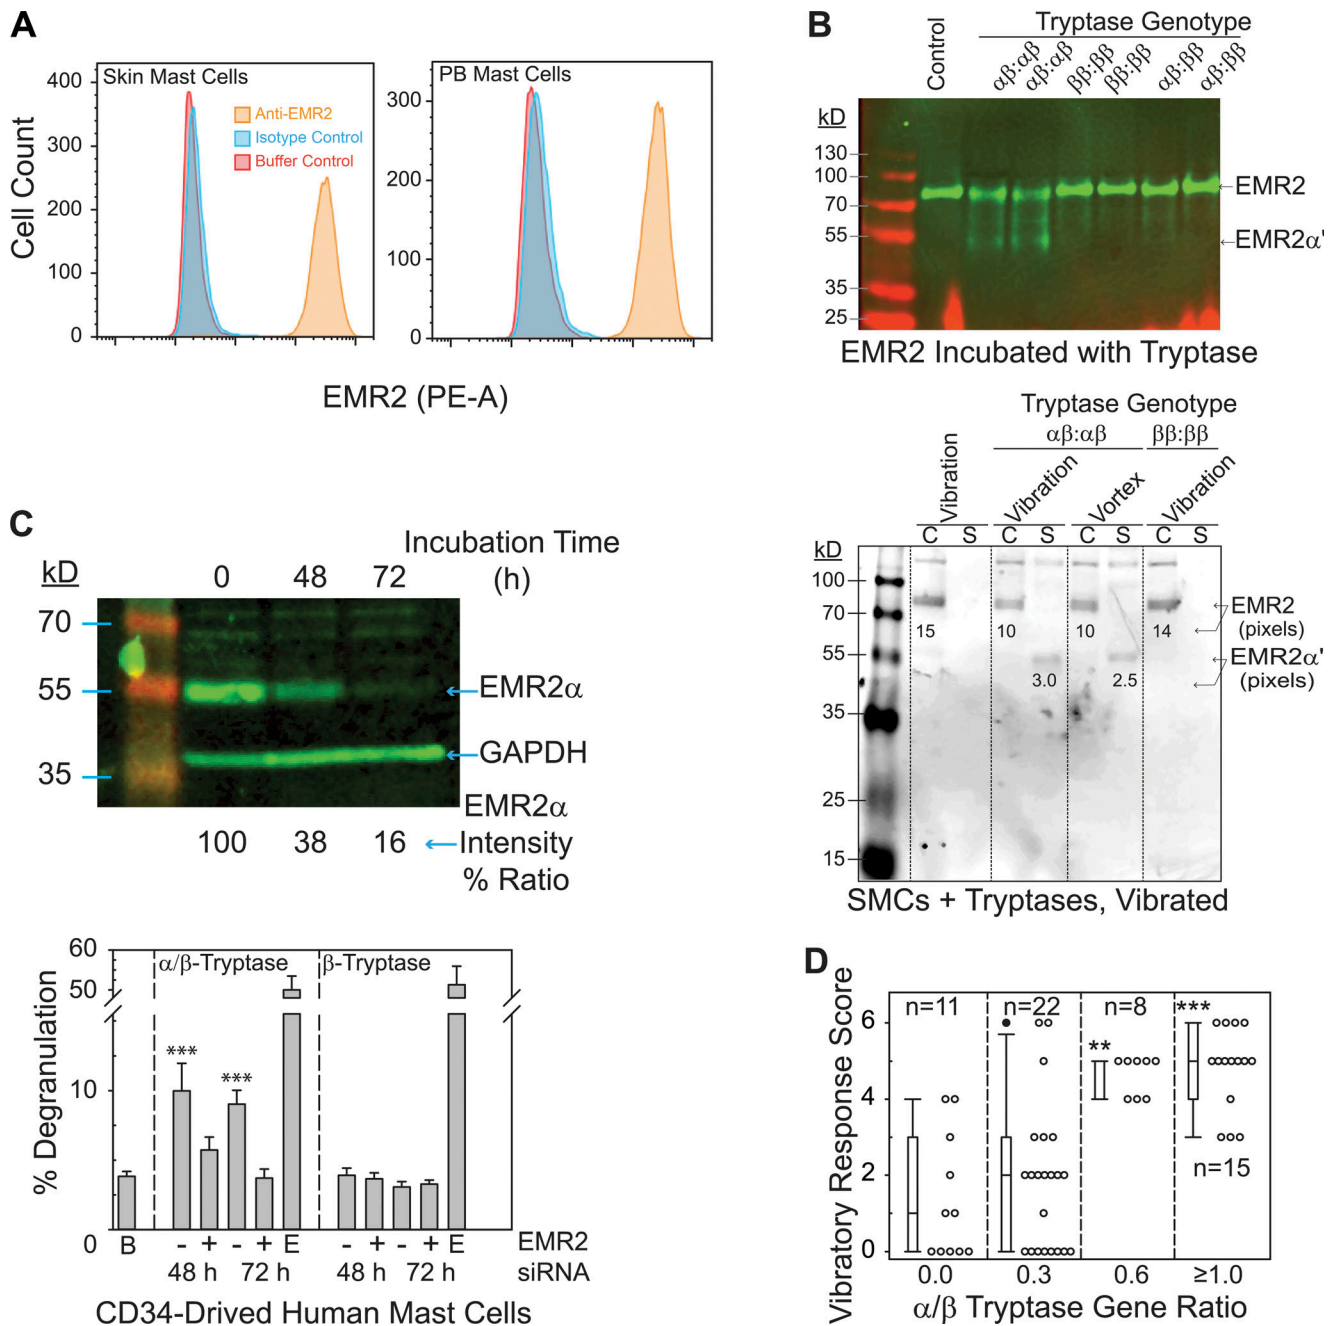 A
Skin Mast Cells
Anti-EMR2
Isotype Control
Buffer Control
Cell Count
400
300
200
100
0
PB Mast Cells
300
200
100
0
EMR2 (PE-A)
B
Tryptase Genotype
Control
αβ:αβ
αβ:αβ
ββ:ββ
ββ:ββ
αβ:ββ
αβ:ββ
kD
130
100
70
55
35
25
EMR2
EMR2α'
EMR2 Incubated with Tryptase
Tryptase Genotype
αβ:αβ
ββ:ββ
Vibration
Vibration
Vortex
Vibration
C S C S C S C S
kD
100
70
55
35
25
15
15
10
3.0
10
2.5
14
EMR2
(pixels)
EMR2α'
(pixels)
SMCs + Tryptases, Vibrated
C
Incubation Time
(h)
kD
0 48 72
70
55
35
EMR2α
GAPDH
EMR2α
Intensity
% Ratio
100 38 16
% Degranulation
60
50
10
0
α/β-Tryptase
β-Tryptase
***
***
B - + - + E - + - + E
EMR2
siRNA
48 h 72 h 48 h 72 h
CD34-Drived Human Mast Cells
D
Vibratory Response Score
6
4
2
0
n=11
n=22
n=8
**
***
n=15
0.0 0.3 0.6 ≥1.0
α/β Tryptase Gene Ratio